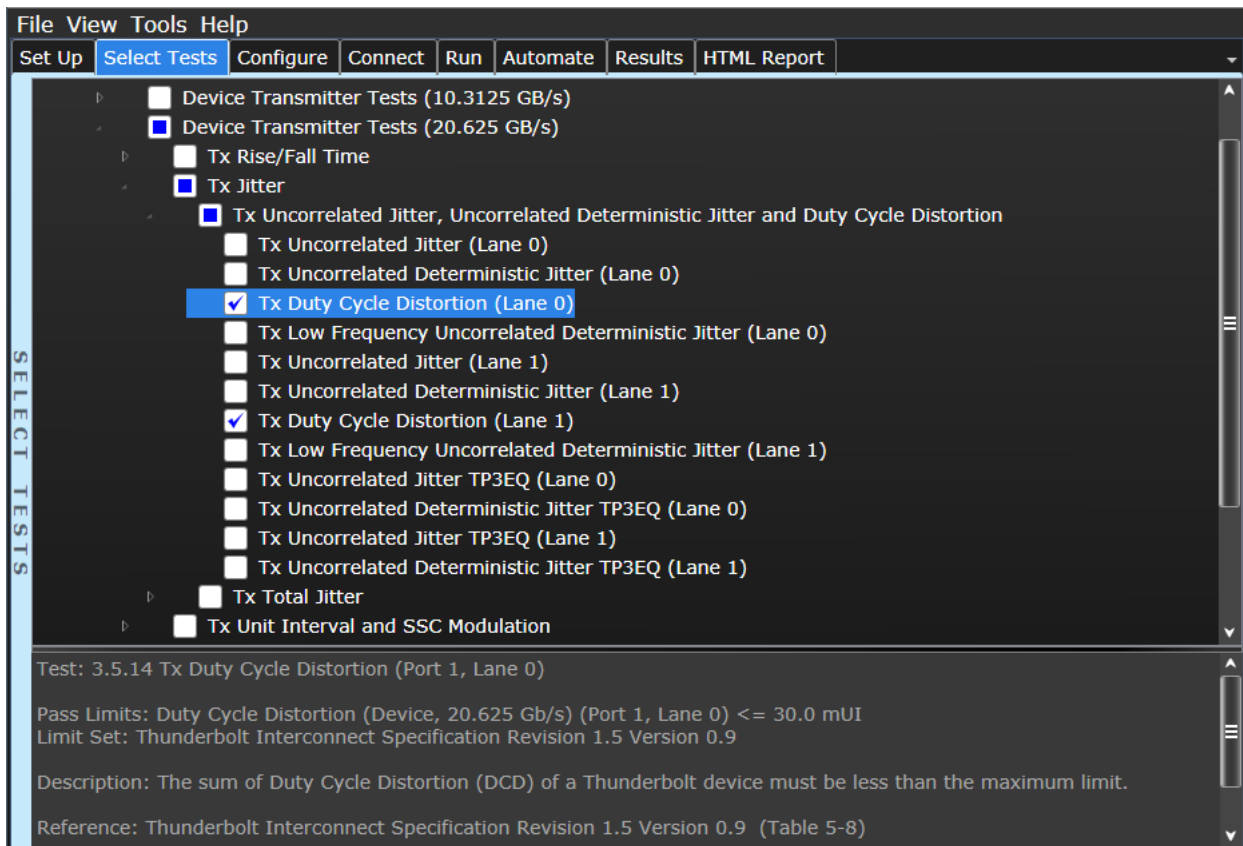 File View Tools Help
Set Up Select Tests Configure Connect Run Automate Results HTML Report
SELECT TESTS
Device Transmitter Tests (10.3125 GB/s)
Device Transmitter Tests (20.625 GB/s)
Tx Rise/Fall Time
Tx Jitter
Tx Uncorrelated Jitter, Uncorrelated Deterministic Jitter and Duty Cycle Distortion
Tx Uncorrelated Jitter (Lane 0)
Tx Uncorrelated Deterministic Jitter (Lane 0)
Tx Duty Cycle Distortion (Lane 0)
Tx Low Frequency Uncorrelated Deterministic Jitter (Lane 0)
Tx Uncorrelated Jitter (Lane 1)
Tx Uncorrelated Deterministic Jitter (Lane 1)
Tx Duty Cycle Distortion (Lane 1)
Tx Low Frequency Uncorrelated Deterministic Jitter (Lane 1)
Tx Uncorrelated Jitter TP3EQ (Lane 0)
Tx Uncorrelated Deterministic Jitter TP3EQ (Lane 0)
Tx Uncorrelated Jitter TP3EQ (Lane 1)
Tx Uncorrelated Deterministic Jitter TP3EQ (Lane 1)
Tx Total Jitter
Tx Unit Interval and SSC Modulation
Test: 3.5.14 Tx Duty Cycle Distortion (Port 1, Lane 0)
Pass Limits: Duty Cycle Distortion (Device, 20.625 Gb/s) (Port 1, Lane 0) <= 30.0 mUI
Limit Set: Thunderbolt Interconnect Specification Revision 1.5 Version 0.9
Description: The sum of Duty Cycle Distortion (DCD) of a Thunderbolt device must be less than the maximum limit.
Reference: Thunderbolt Interconnect Specification Revision 1.5 Version 0.9 (Table 5-8)